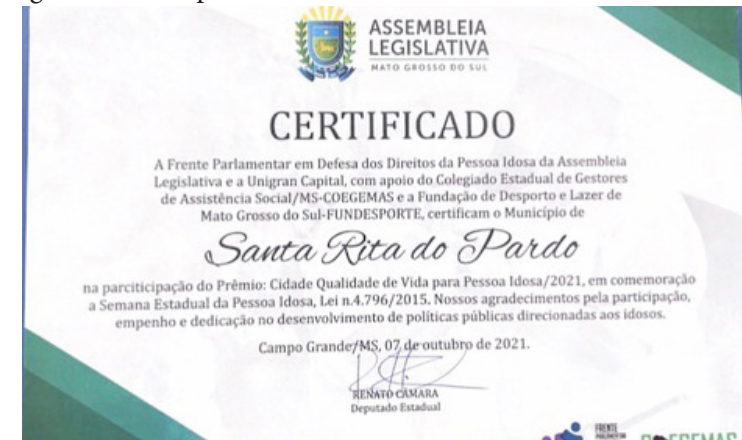 ASSEMBLEIA
LEGISLATIVA
MATO GROSSO DO SUL
CERTIFICADO
A Frente Parlamentar em Defesa dos Direitos da Pessoa Idosa da Assembleia
Legislativa e a Unigran Capital, com apoio do Colegiado Estadual de Gestores
de Assistência Social/MS-COEGEMAS e a Fundação de Desporto e Lazer de
Mato Grosso do Sul-FUNDESPORTE, certificam o Município de
Santa Rita do Pardo
na parciticipação do Prêmio: Cidade Qualidade de Vida para Pessoa Idosa/2021, em comemoração
a Semana Estadual da Pessoa Idosa, Lei n.4.796/2015. Nossos agradecimentos pela participação,
empenho e dedicação no desenvolvimento de políticas públicas direcionadas aos idosos.
Campo Grande/MS, 07 de outubro de 2021.
RENATO CÂMARA
Deputado Estadual
FRENTE